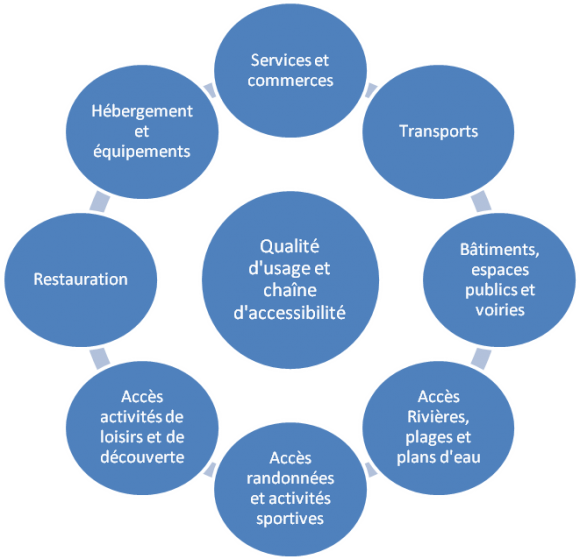 Services et
commerces
Transports
Bâtiments,
espaces
publics et
voiries
Accès
Rivières,
plages et
plans d'eau
Accès
randonnées
et activités
sportives
Accès
activités de
loisirs et de
découverte
Restauration
Hébergement
et
équipements
Qualité
d'usage et
chaîne
d'accessibilité